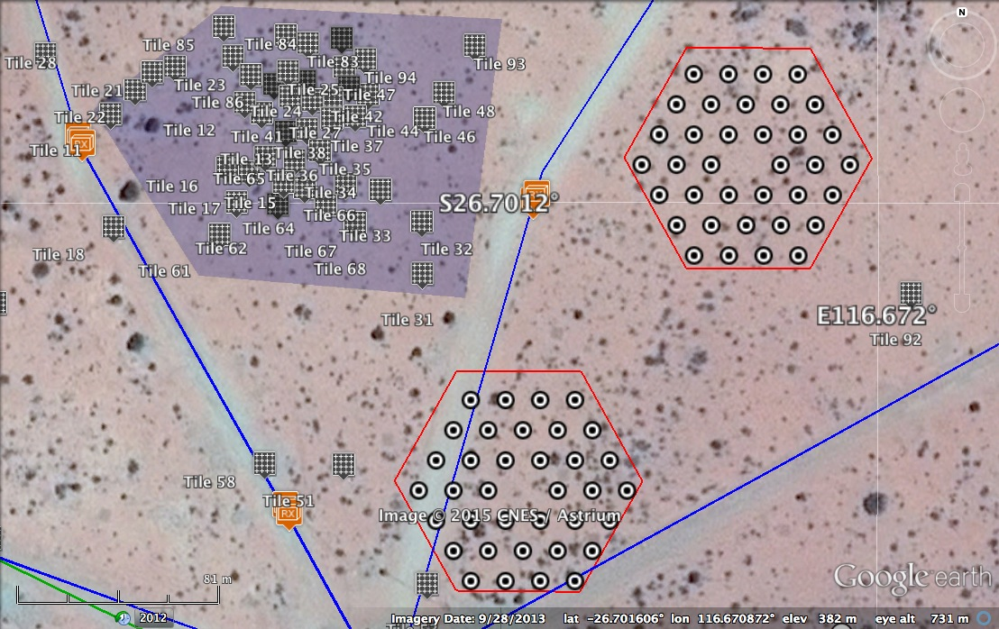 N
Tile 85
Tile 84
Tile 28
Tile 83
Tile 93
Tile 94
Tile 23
Tile 21
Tile 25
Tile 47
Tile 86
Tile 24
Tile 48
Tile 22
Tile 42
Tile 12
Tile 41
Tile 27
Tile 44
Tile 46
RX
Tile 11
Tile 37
Tile 38
Tile 13
Tile 35
Tile 65
Tile 36
Tile 16
Tile 34
Tile 15
S26.7012°
Tile 17
Tile 66
Tile 64
Tile 33
Tile 62
Tile 32
Tile 67
Tile 18
Tile 68
Tile 61
E116.672°
Tile 31
Tile 92
Tile 58
Tile 51
RX
Image © 2015 CNES / Astrium
Google earth
81 m
2012
Imagery Date: 9/28/2013 lat -26.701606° lon 116.670872° elev 382 m eye alt 731 m